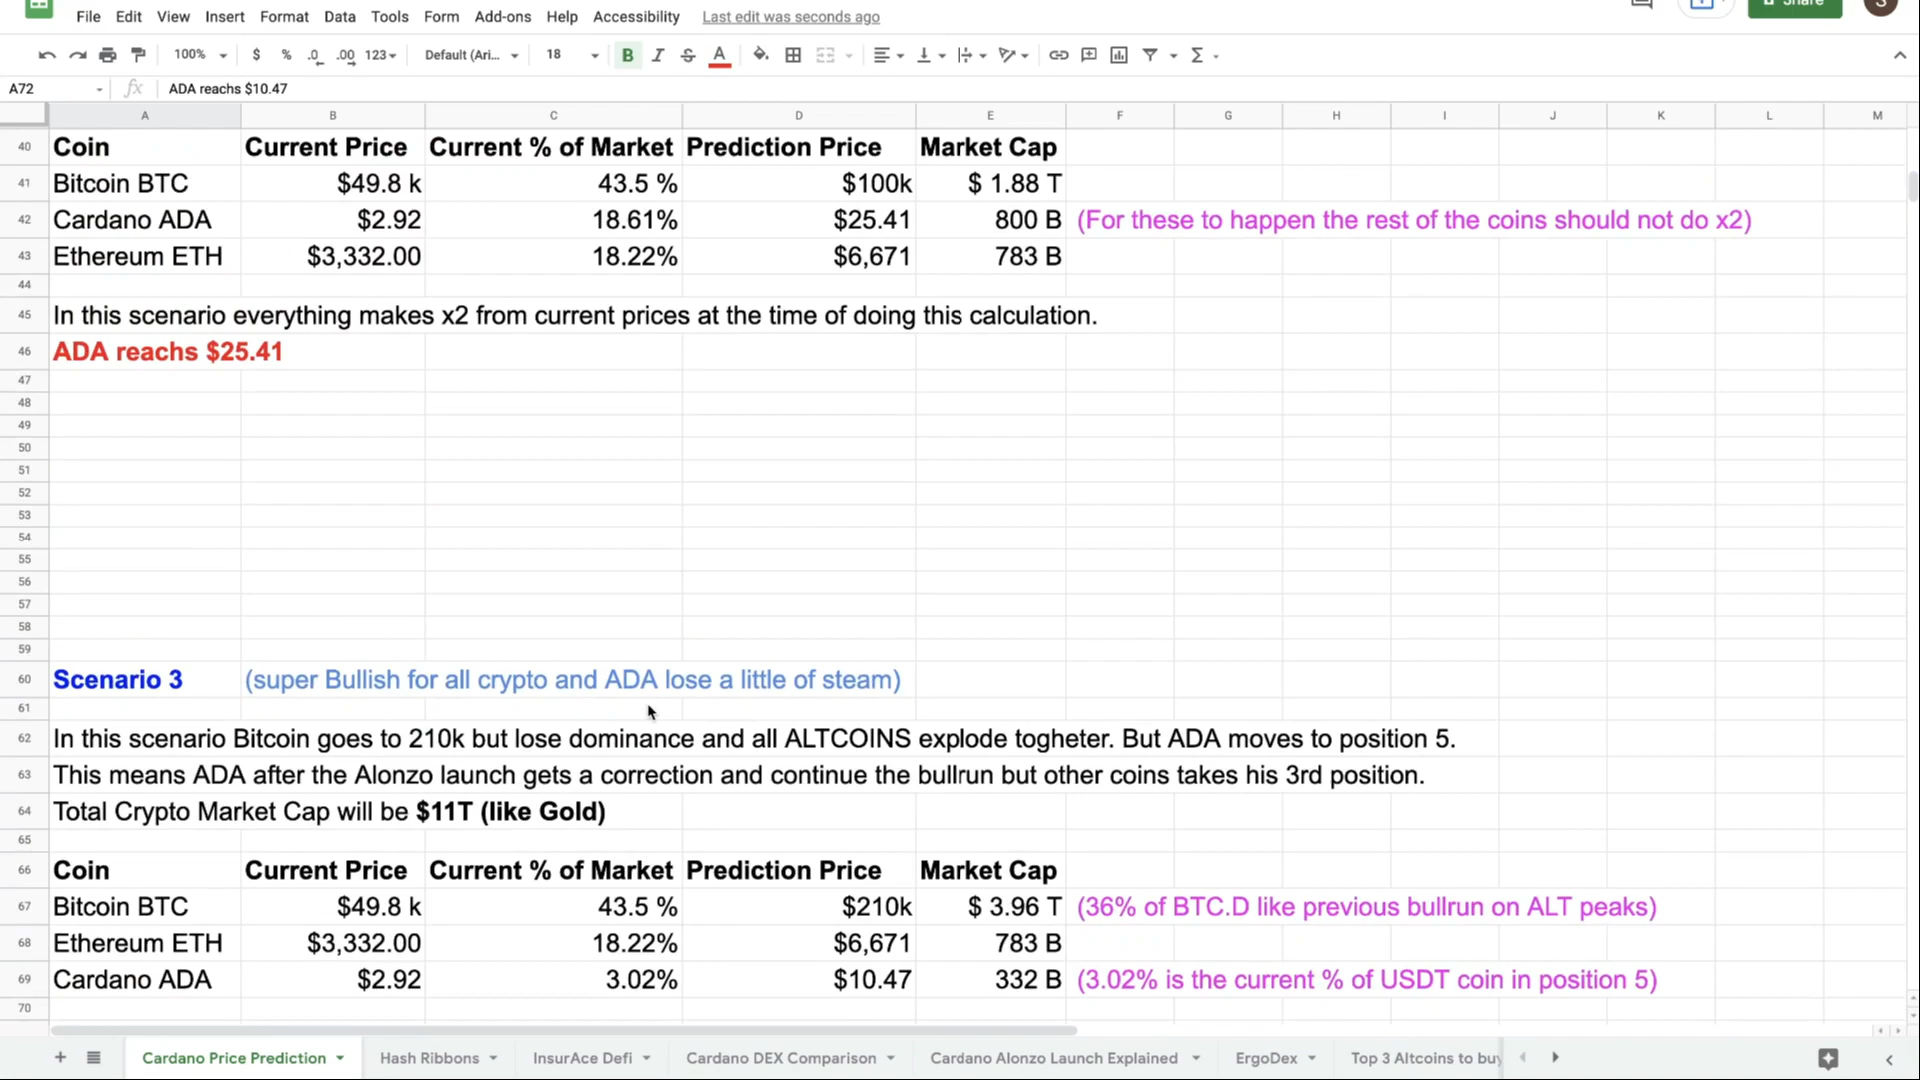 File Edit View Insert Format Data Tools Form Add-ons Help Accessibility Last edit was seconds ago Share S
100% $ % .0 .00 123 Default (Ari... 18 B I S A
A72 fx ADA reachs $10.47
A B C D E F G H I J K L M
40 Coin Current Price Current % of Market Prediction Price Market Cap
41 Bitcoin BTC $49.8 k 43.5 % $100k $ 1.88 T
42 Cardano ADA $2.92 18.61% $25.41 800 B (For these to happen the rest of the coins should not do x2)
43 Ethereum ETH $3,332.00 18.22% $6,671 783 B
44
45 In this scenario everything makes x2 from current prices at the time of doing this calculation.
46 ADA reachs $25.41
47
48
49
50
51
52
53
54
55
56
57
58
59
60 Scenario 3 (super Bullish for all crypto and ADA lose a little of steam)
61
62 In this scenario Bitcoin goes to 210k but lose dominance and all ALTCOINS explode togheter. But ADA moves to position 5.
63 This means ADA after the Alonzo launch gets a correction and continue the bullrun but other coins takes his 3rd position.
64 Total Crypto Market Cap will be $11T (like Gold)
65
66 Coin Current Price Current % of Market Prediction Price Market Cap
67 Bitcoin BTC $49.8 k 43.5 % $210k $ 3.96 T (36% of BTC.D like previous bullrun on ALT peaks)
68 Ethereum ETH $3,332.00 18.22% $6,671 783 B
69 Cardano ADA $2.92 3.02% $10.47 332 B (3.02% is the current % of USDT coin in position 5)
70
Cardano Price Prediction Hash Ribbons InsurAce Defi Cardano DEX Comparison Cardano Alonzo Launch Explained ErgoDex Top 3 Altcoins to buy